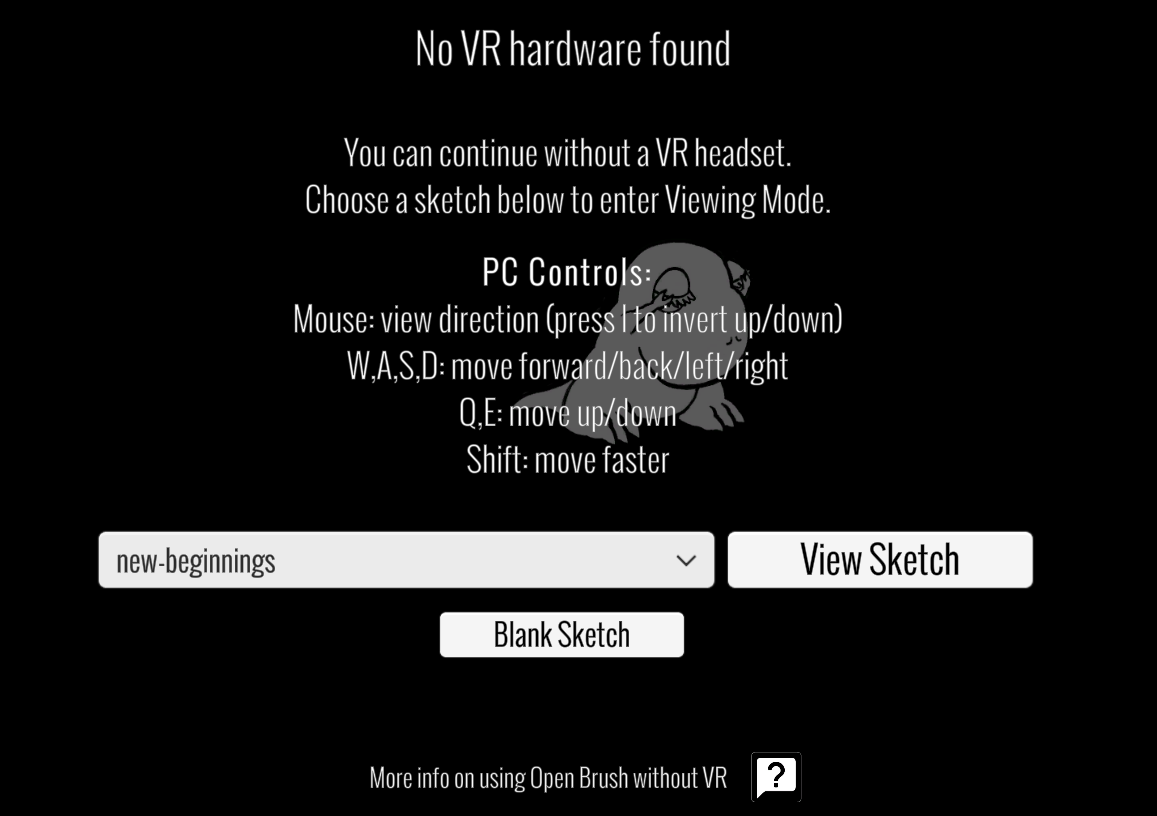 No VR hardware found
You can continue without a VR headset.
Choose a sketch below to enter Viewing Mode.
PC Controls:
Mouse: view direction (press I to invert up/down)
W,A,S,D: move forward/back/left/right
Q,E: move up/down
Shift: move faster
new-beginnings
View Sketch
Blank Sketch
More info on using Open Brush without VR
?